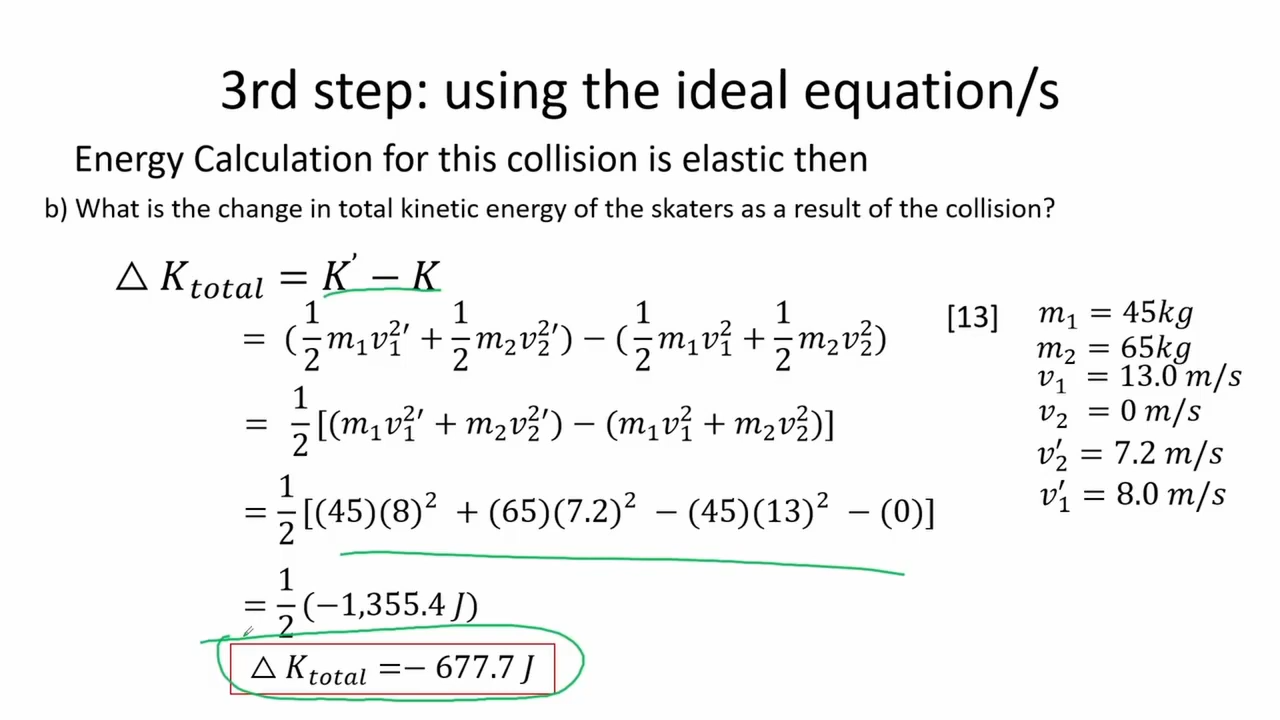 3rd step: using the ideal equation/s
Energy Calculation for this collision is elastic then
b) What is the change in total kinetic energy of the skaters as a result of the collision?
△ K_total = K′ − K
= (1/2 m₁v₁²′ + 1/2 m₂v₂²′) − (1/2 m₁v₁² + 1/2 m₂v₂²) [13]
= 1/2 [(m₁v₁²′ + m₂v₂²′) − (m₁v₁² + m₂v₂²)]
= 1/2 [(45)(8)² + (65)(7.2)² − (45)(13)² − (0)]
= 1/2 (−1,355.4 J)
△ K_total =− 677.7 J
m₁ = 45kg
m₂ = 65kg
v₁ = 13.0 m/s
v₂ = 0 m/s
v₂′ = 7.2 m/s
v₁′ = 8.0 m/s